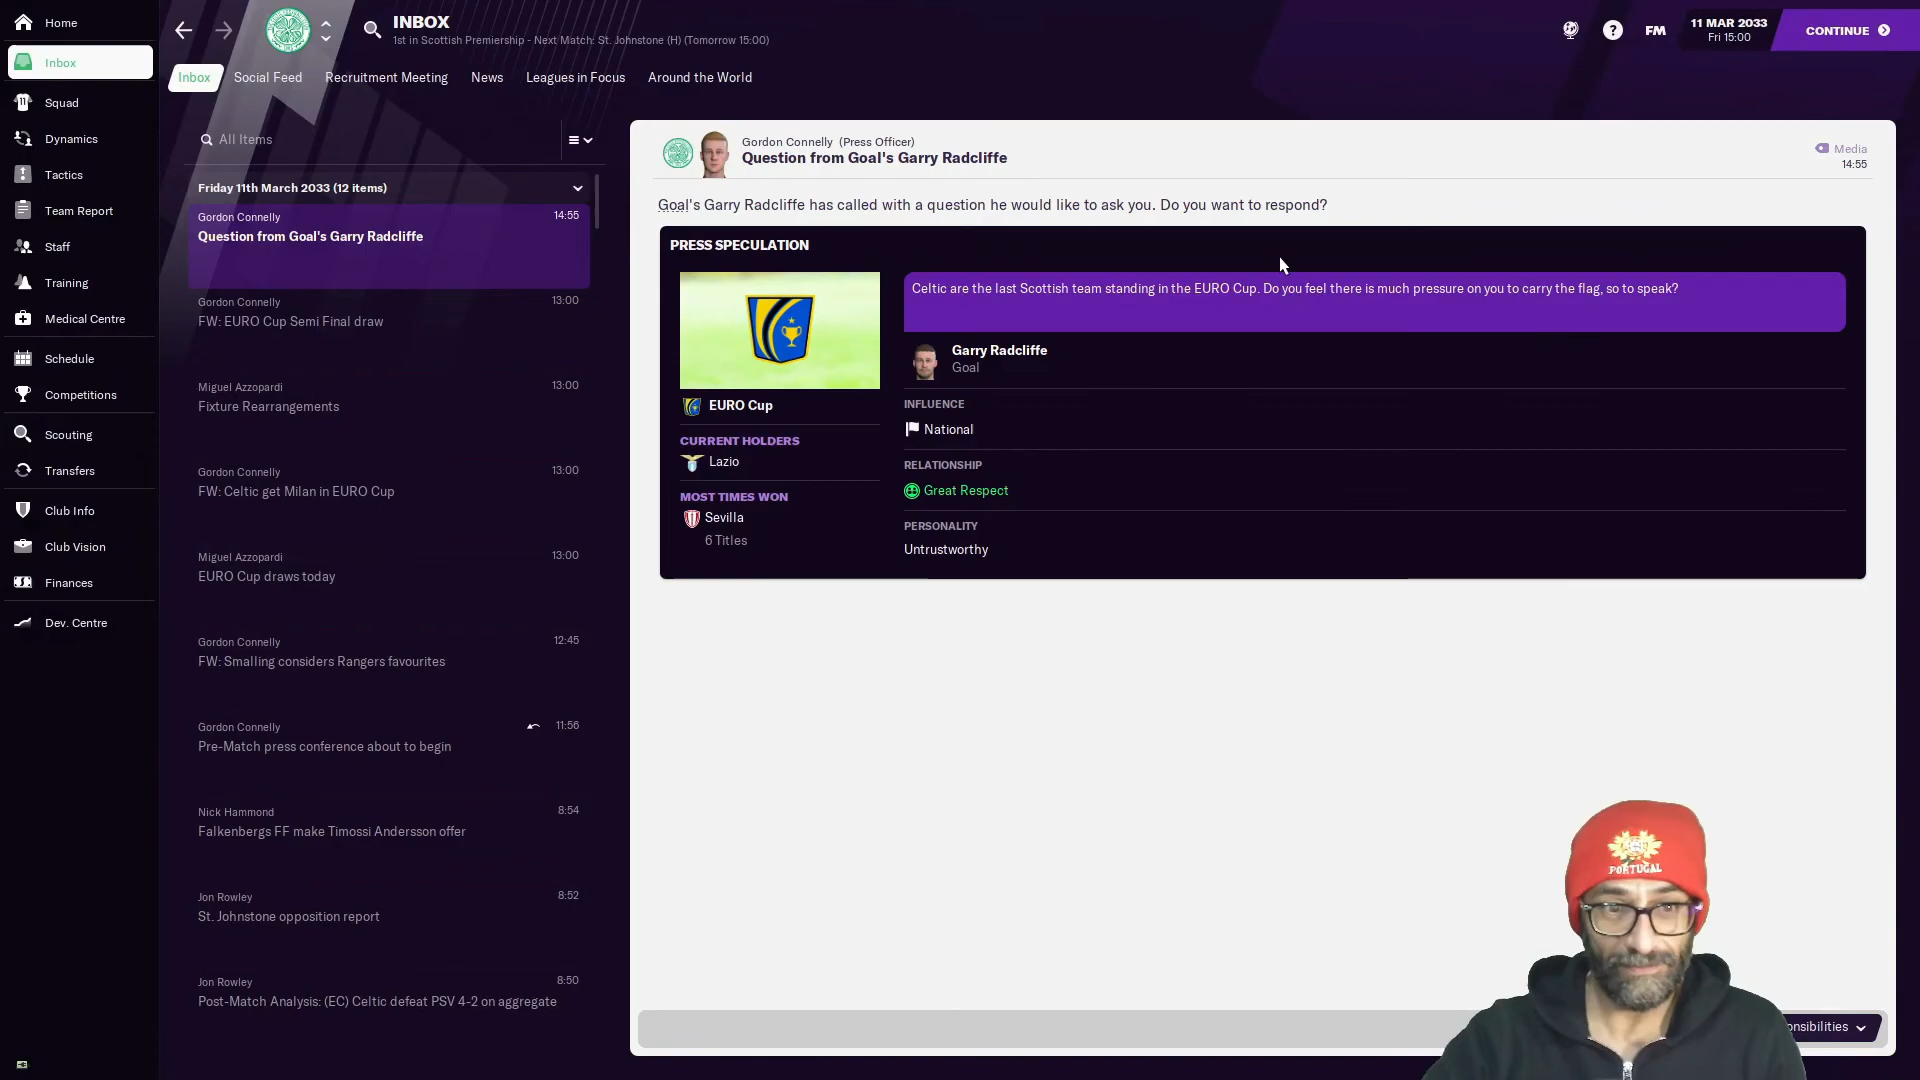 Home
Inbox
Squad
Dynamics
Tactics
Team Report
Staff
Training
Medical Centre
Schedule
Competitions
Scouting
Transfers
Club Info
Club Vision
Finances
Dev. Centre
INBOX
1st in Scottish Premiership - Next Match: St. Johnstone (H) (Tomorrow 15:00)
FM
11 MAR 2033
Fri 15:00
CONTINUE
Inbox Social Feed Recruitment Meeting News Leagues in Focus Around the World
All Items
Friday 11th March 2033 (12 items)
Gordon Connelly 14:55
Question from Goal's Garry Radcliffe
Gordon Connelly 13:00
FW: EURO Cup Semi Final draw
Miguel Azzopardi 13:00
Fixture Rearrangements
Gordon Connelly 13:00
FW: Celtic get Milan in EURO Cup
Miguel Azzopardi 13:00
EURO Cup draws today
Gordon Connelly 12:45
FW: Smalling considers Rangers favourites
Gordon Connelly 11:56
Pre-Match press conference about to begin
Nick Hammond 8:54
Falkenbergs FF make Timossi Andersson offer
Jon Rowley 8:52
St. Johnstone opposition report
Jon Rowley 8:50
Post-Match Analysis: (EC) Celtic defeat PSV 4-2 on aggregate
Gordon Connelly (Press Officer)
Question from Goal's Garry Radcliffe
Media
14:55
Goal's Garry Radcliffe has called with a question he would like to ask you. Do you want to respond?
PRESS SPECULATION
EURO Cup
CURRENT HOLDERS
Lazio
MOST TIMES WON
Sevilla
6 Titles
Celtic are the last Scottish team standing in the EURO Cup. Do you feel there is much pressure on you to carry the flag, so to speak?
Garry Radcliffe
Goal
INFLUENCE
National
RELATIONSHIP
Great Respect
PERSONALITY
Untrustworthy
PORTUGAL
onsibilities